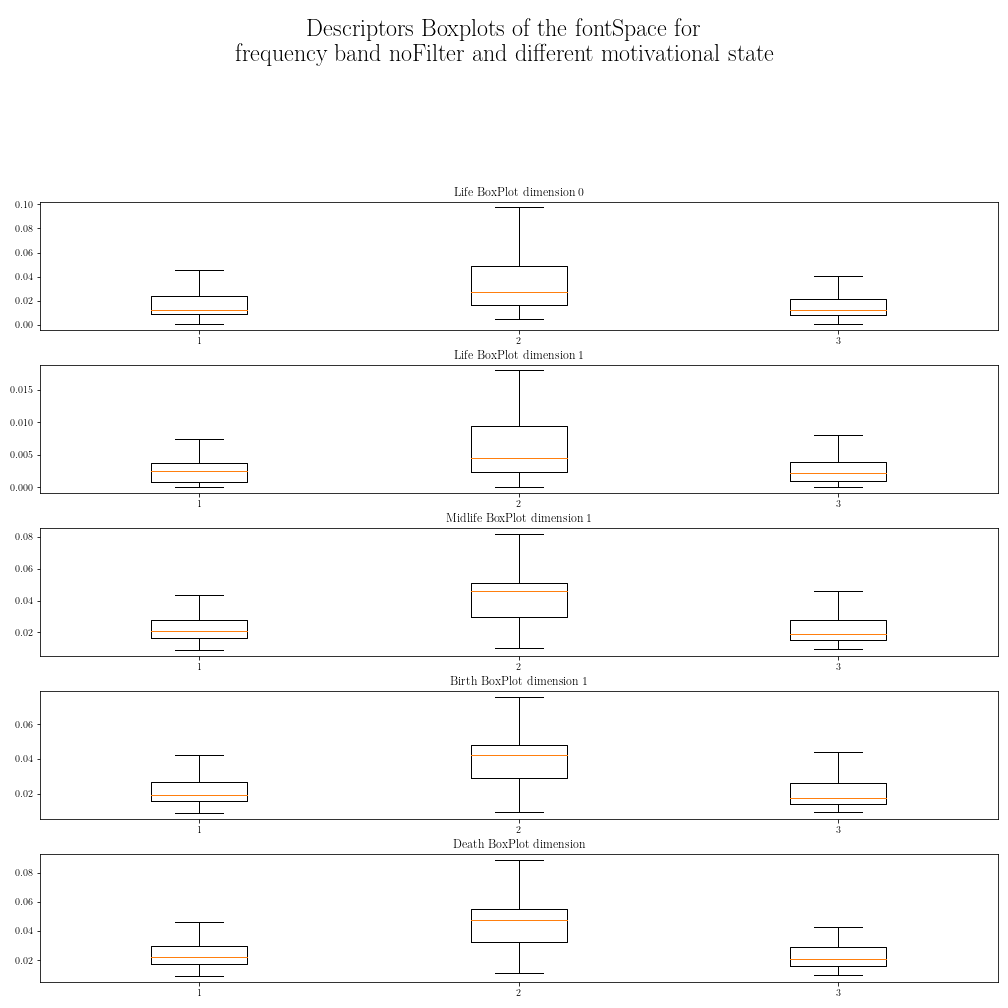 Descriptors Boxplots of the fontSpace for
frequency band noFilter and different motivational state
Life BoxPlot dimension 0
0.10
0.08
0.06
0.04
0.02
0.00
1 2 3
Life BoxPlot dimension 1
0.015
0.010
0.005
0.000
1 2 3
Midlife BoxPlot dimension 1
0.08
0.06
0.04
0.02
1 2 3
Birth BoxPlot dimension 1
0.06
0.04
0.02
1 2 3
Death BoxPlot dimension
0.08
0.06
0.04
0.02
1 2 3